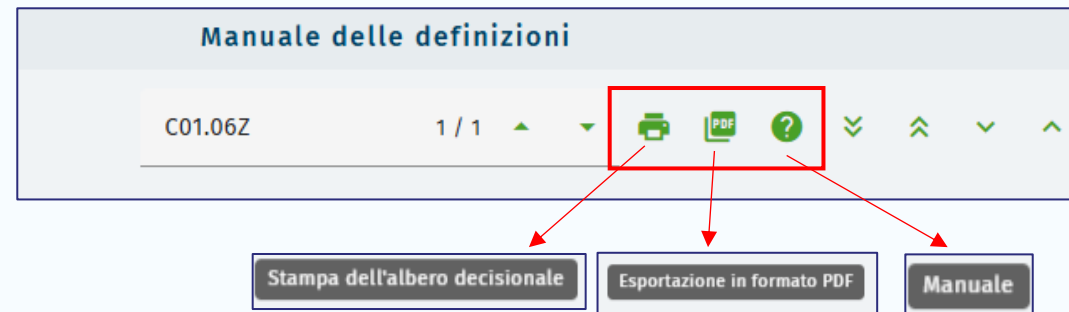 Manuale delle definizioni
C01.06Z 1 / 1 PDF ?
Stampa dell'albero decisionale Esportazione in formato PDF Manuale